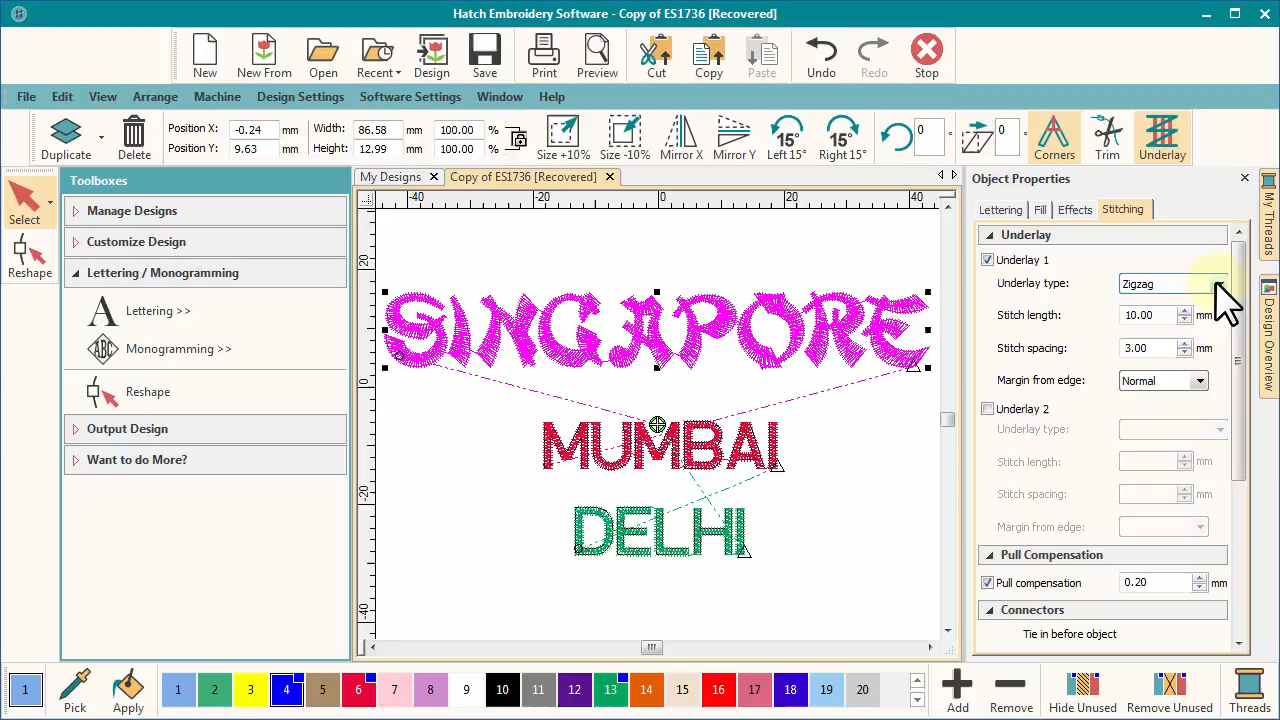 Hatch Embroidery Software - Copy of ES1736 [Recovered]
New
New From
Open
Recent
Design
Save
Print
Preview
Cut
Copy
Paste
Undo
Redo
Stop
File Edit View Arrange Machine Design Settings Software Settings Window Help
Duplicate
Delete
Position X: -0.24 mm Width: 86.58 mm 100.00 %
Position Y: 9.63 mm Height: 12.99 mm 100.00 %
Size +10%
Size -10%
Mirror X
Mirror Y
15°
Left 15°
15°
Right 15°
0
0
Corners
Trim
Underlay
Select
Reshape
Toolboxes
Manage Designs
Customize Design
Lettering / Monogramming
A Lettering >>
ABC Monogramming >>
Reshape
Output Design
Want to do More?
My Designs
Copy of ES1736 [Recovered]
-40 -20 0 20 40
20
0
-20
-40
SINGAPORE
MUMBAI
DELHI
Object Properties
Lettering Fill Effects Stitching
Underlay
Underlay 1
Underlay type: Zigzag
Stitch length: 10.00 mm
Stitch spacing: 3.00 mm
Margin from edge: Normal
Underlay 2
Underlay type:
Stitch length: mm
Stitch spacing: mm
Margin from edge:
Pull Compensation
Pull compensation 0.20 mm
Connectors
Tie in before object
My Threads
Design Overview
1
Pick
Apply
1 2 3 4 5 6 7 8 9 10 11 12 13 14 15 16 17 18 19 20
Add
Remove
Hide Unused
Remove Unused
Threads